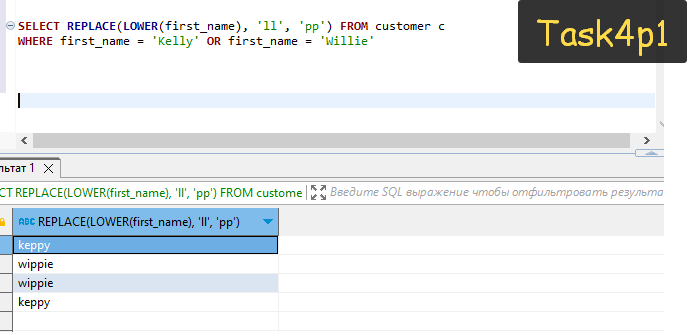 SELECT REPLACE(LOWER(first_name), 'll', 'pp') FROM customer c
WHERE first_name = 'Kelly' OR first_name = 'Willie'
Task4p1
льтат 1
CT REPLACE(LOWER(first_name), 'll', 'pp') FROM custome
Введите SQL выражение чтобы отфильтровать результа
ABC REPLACE(LOWER(first_name), 'll', 'pp')
keppy
wippie
wippie
keppy